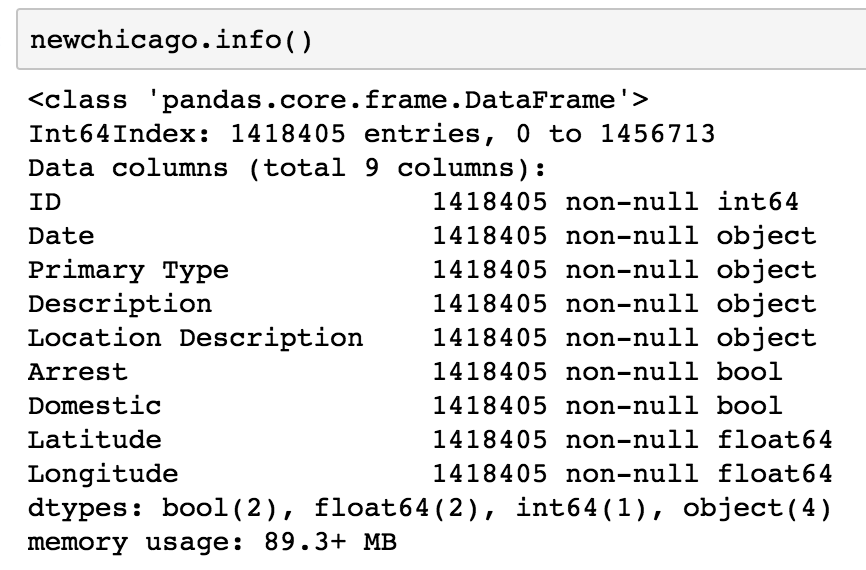 newchicago.info()
<class 'pandas.core.frame.DataFrame'>
Int64Index: 1418405 entries, 0 to 1456713
Data columns (total 9 columns):
ID                      1418405 non-null int64
Date                    1418405 non-null object
Primary Type            1418405 non-null object
Description             1418405 non-null object
Location Description    1418405 non-null object
Arrest                  1418405 non-null bool
Domestic                1418405 non-null bool
Latitude                1418405 non-null float64
Longitude               1418405 non-null float64
dtypes: bool(2), float64(2), int64(1), object(4)
memory usage: 89.3+ MB